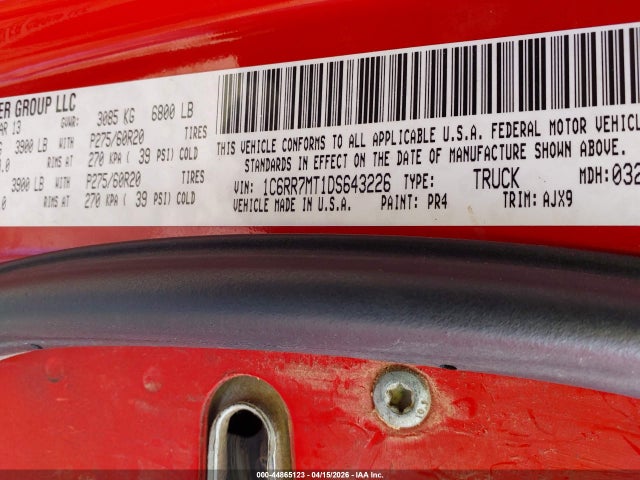 ER GROUP LLC
AR 13 GVWR: 3085 KG 6800 LB
3900 LB P275/60R20 TIRES
.0 RIMS AT 270 KPA ( 39 PSI) COLD
3900 LB P275/60R20 TIRES
.0 RIMS AT 270 KPA ( 39 PSI) COLD
THIS VEHICLE CONFORMS TO ALL APPLICABLE U.S.A. FEDERAL MOTOR VEHICL
STANDARDS IN EFFECT ON THE DATE OF MANUFACTURE SHOWN ABOVE.
VIN: 1C6RR7MT1DS643226 TYPE: TRUCK MDH: 032
VEHICLE MADE IN U.S.A. PAINT: PR4 TRIM: AJX9
000-44865123 - 04/15/2026 - IAA Inc.